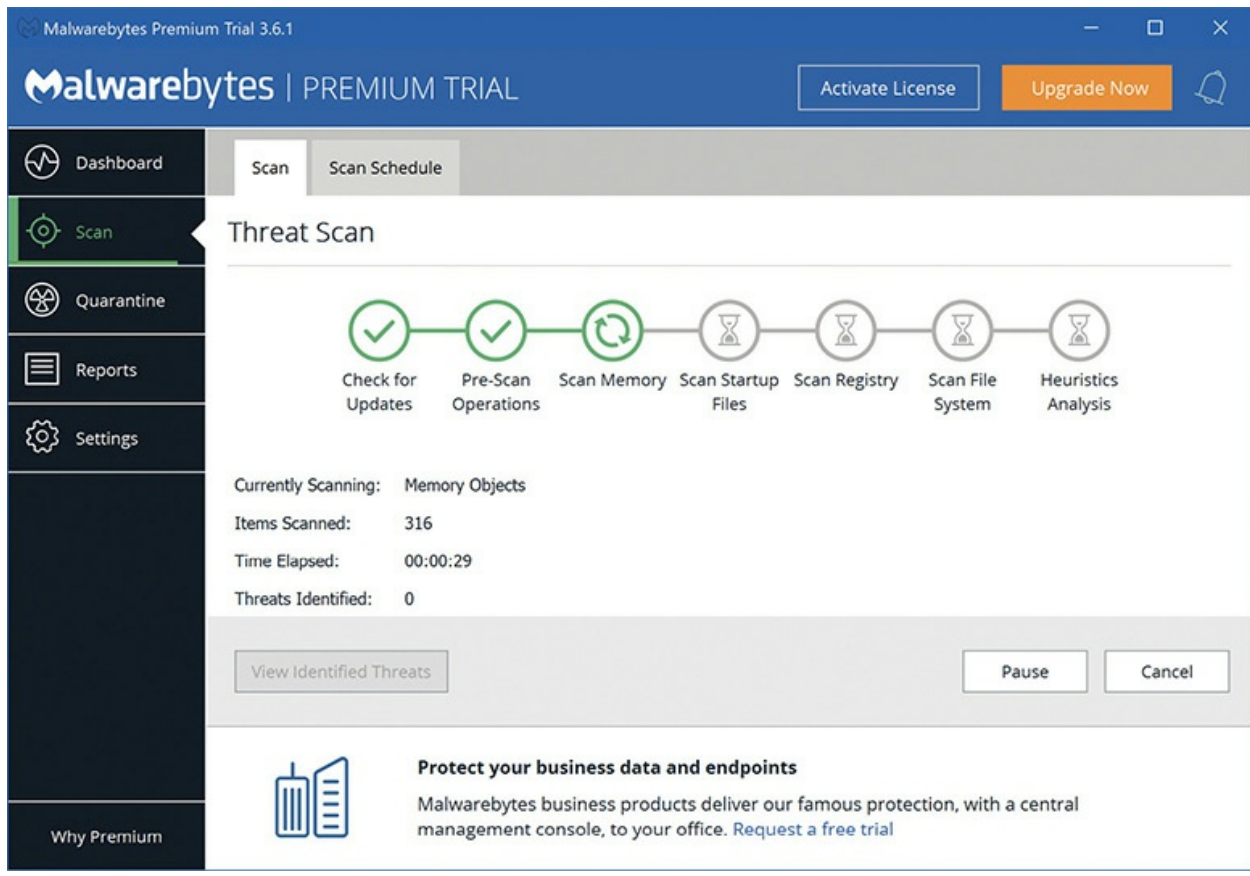 Malwarebytes Premium Trial 3.6.1
Malwarebytes | PREMIUM TRIAL
Activate License
Upgrade Now
Dashboard
Scan
Quarantine
Reports
Settings
Why Premium
Scan
Scan Schedule
Threat Scan
Check for
Updates
Pre-Scan
Operations
Scan Memory
Scan Startup
Files
Scan Registry
Scan File
System
Heuristics
Analysis
Currently Scanning: Memory Objects
Items Scanned: 316
Time Elapsed: 00:00:29
Threats Identified: 0
View Identified Threats
Pause
Cancel
Protect your business data and endpoints
Malwarebytes business products deliver our famous protection, with a central
management console, to your office. Request a free trial